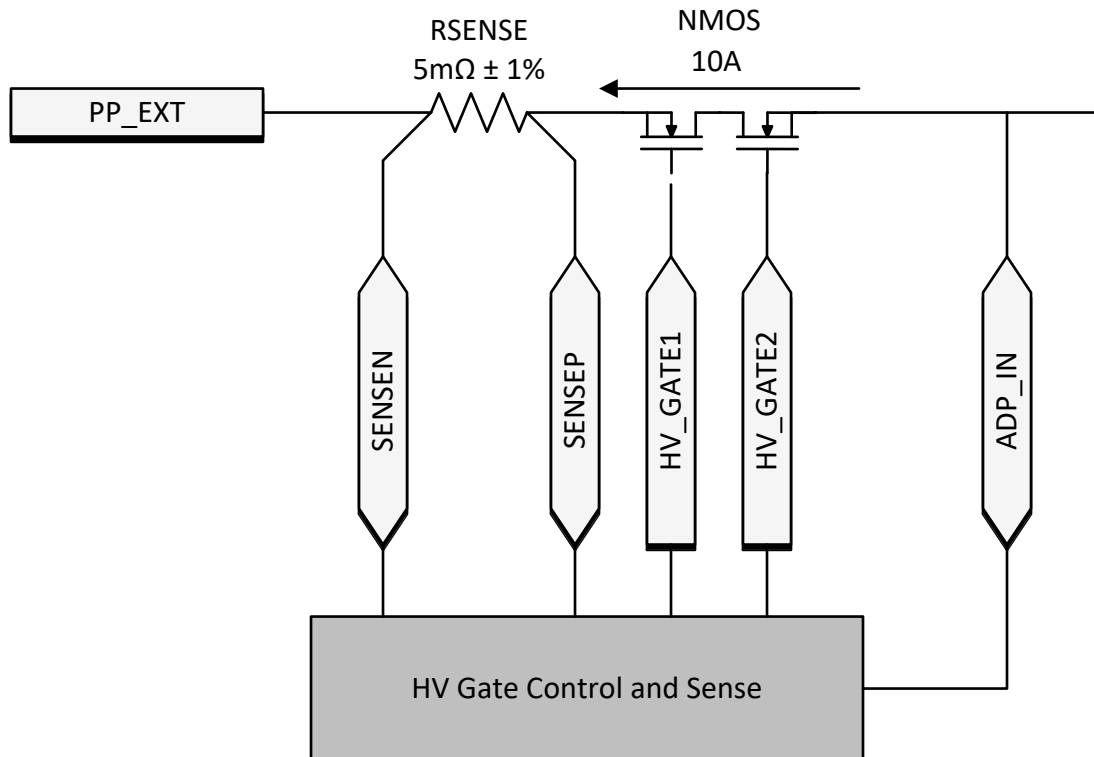 RSENSE
5mΩ ± 1%
NMOS
10A
PP_EXT
SENSEN
SENSEP
HV_GATE1
HV_GATE2
ADP_IN
HV Gate Control and Sense